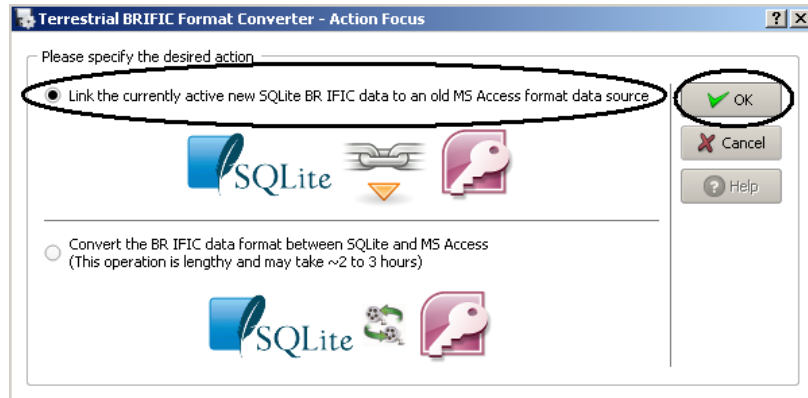 Terrestrial BRIFIC Format Converter - Action Focus
Please specify the desired action
Link the currently active new SQLite BR IFIC data to an old MS Access format data source
OK
SQLite
Cancel
Help
Convert the BR IFIC data format between SQLite and MS Access
(This operation is lengthy and may take ~2 to 3 hours)
SQLite